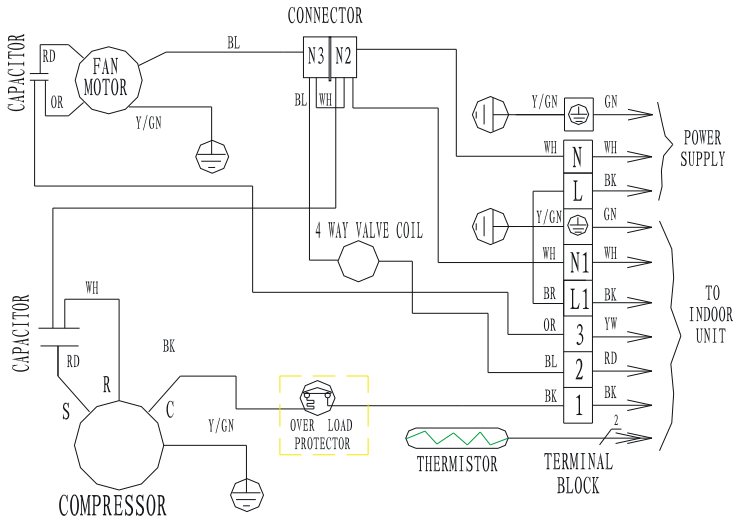 CONNECTOR
CAPACITOR
RD
FAN
MOTOR
OR
BL
N3
N2
BL
WH
Y/GN
Y/GN
GN
POWER
SUPPLY
WH
N
WH
L
BK
Y/GN
GN
4 WAY VALVE COIL
WH
N1
WH
BR
L1
BK
TO
INDOOR
UNIT
OR
3
YW
BL
2
RD
BK
1
BK
CAPACITOR
WH
RD
BK
R
S
C
Y/GN
OVER LOAD
PROTECTOR
2
THERMISTOR
TERMINAL
BLOCK
COMPRESSOR